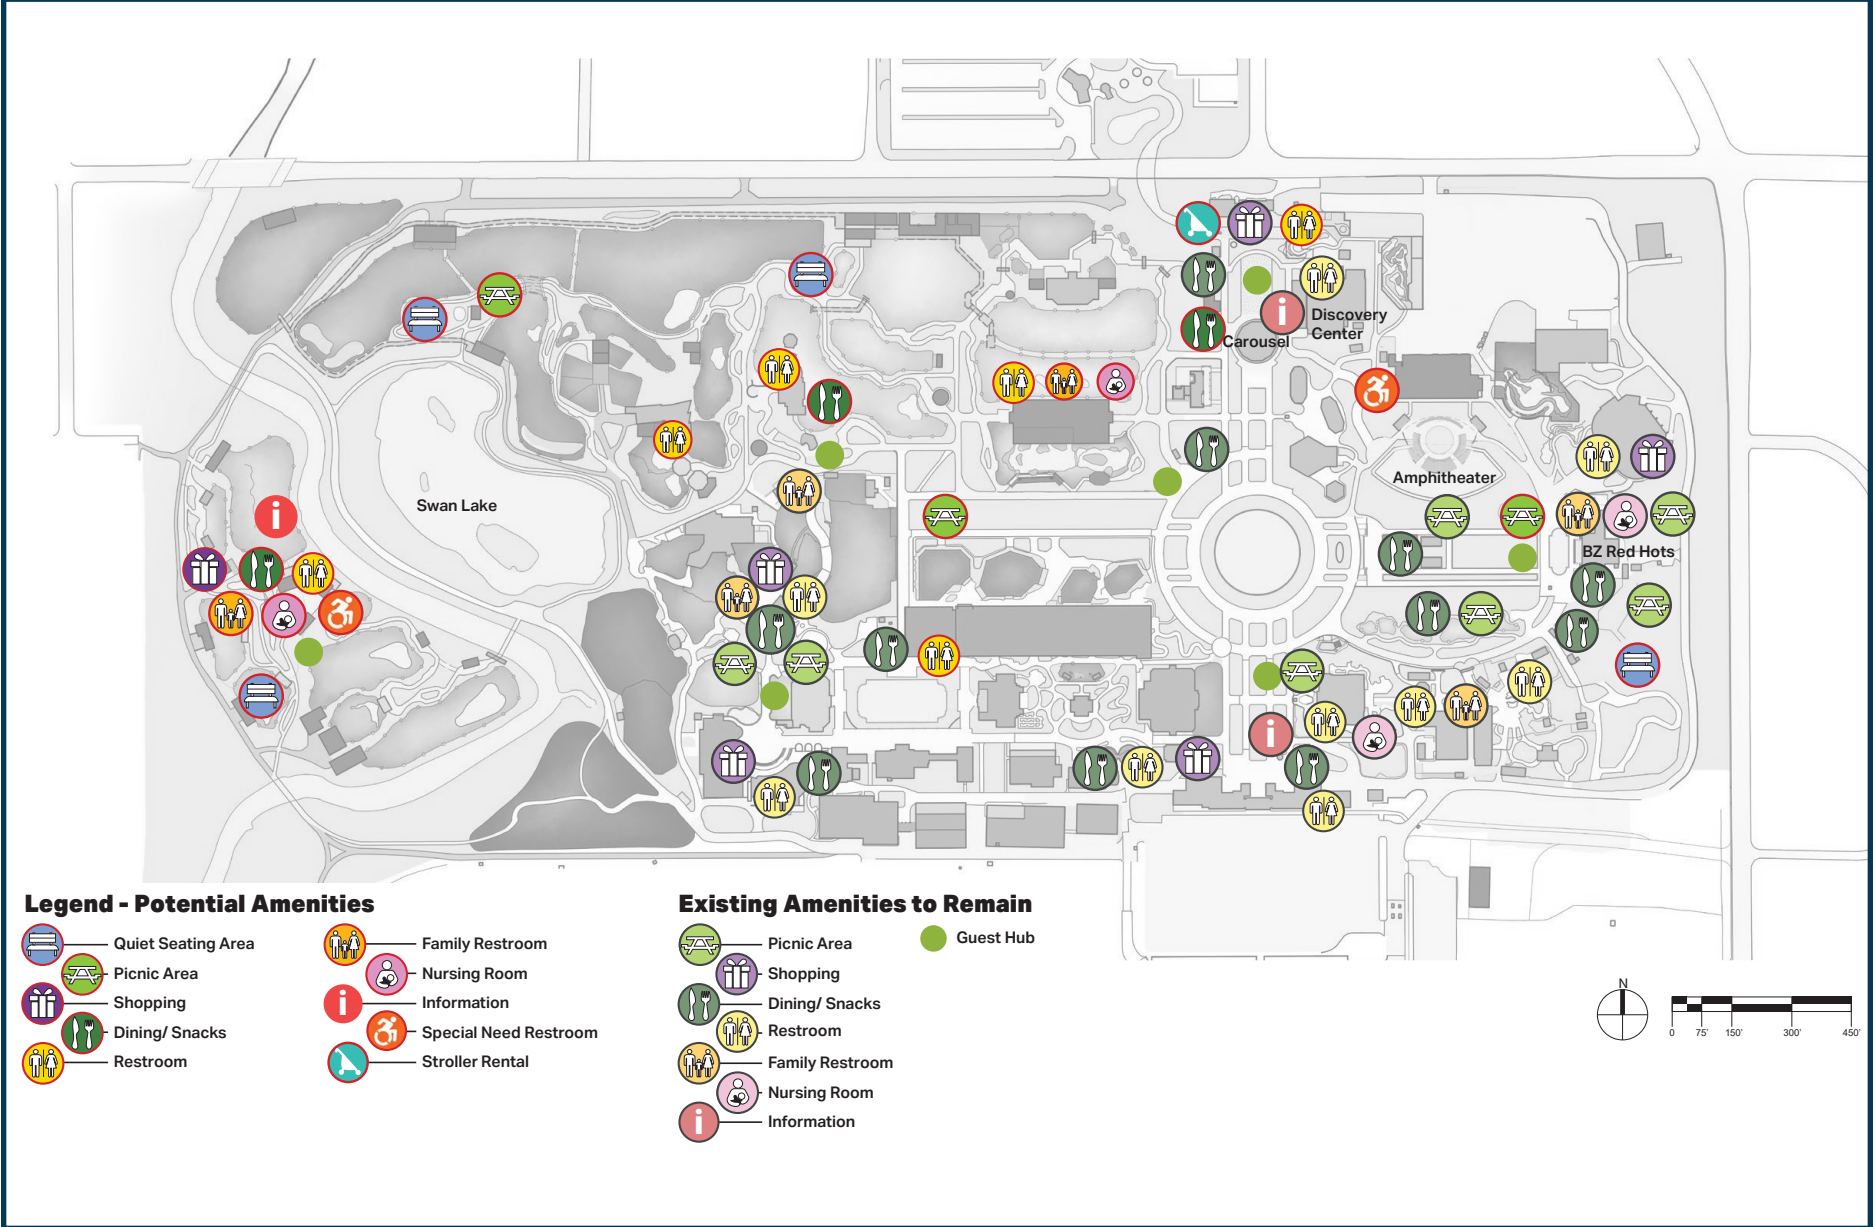 Discovery
Center
Carousel
Swan Lake
Amphitheater
BZ Red Hots
Legend - Potential Amenities
Quiet Seating Area
Picnic Area
Shopping
Dining/ Snacks
Restroom
Family Restroom
Nursing Room
Information
Special Need Restroom
Stroller Rental
Existing Amenities to Remain
Picnic Area
Shopping
Dining/ Snacks
Restroom
Family Restroom
Nursing Room
Information
Guest Hub
N
0 75' 150' 300' 450'